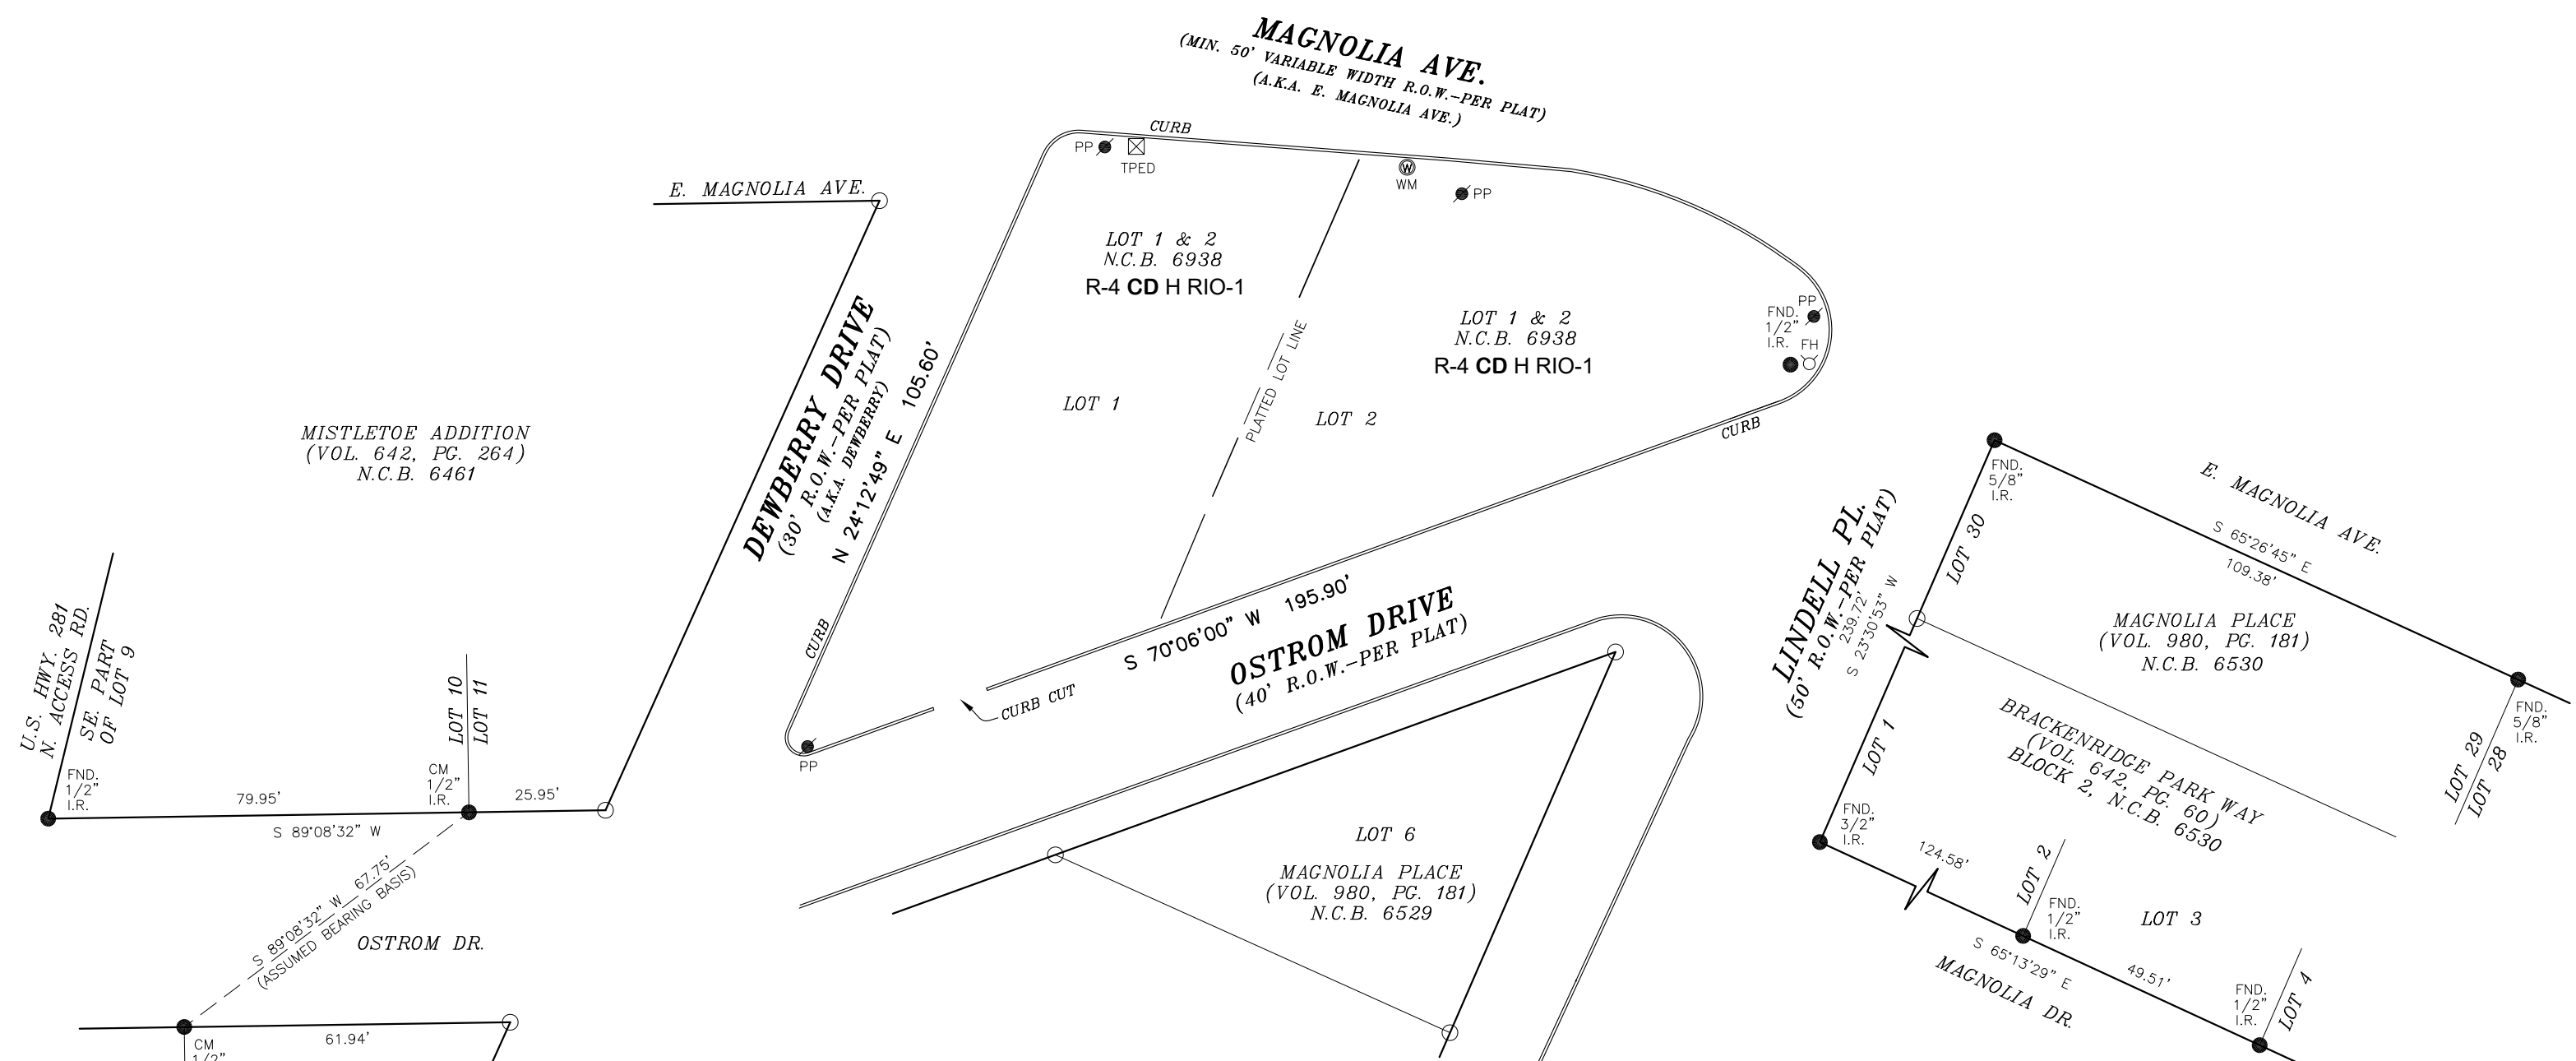 MAGNOLIA AVE.
(MIN. 50' VARIABLE WIDTH R.O.W.-PER PLAT)
(A.K.A. E. MAGNOLIA AVE.)
CURB
PP
TPED
WM
PP
E. MAGNOLIA AVE.
LOT 1 & 2
N.C.B. 6938
R-4 CD H RIO-1
LOT 1 & 2
N.C.B. 6938
R-4 CD H RIO-1
PP
FND.
1/2"
I.R.
FH
W
LOT 1
PLATTED LOT LINE
LOT 2
CURB
DEWBERRY DRIVE
(30' R.O.W.-PER PLAT)
(A.K.A. DEWBERRY)
N 24°12'49" E 105.60'
CURB
MISTLETOE ADDITION
(VOL. 642, PG. 264)
N.C.B. 6461
U.S. HWY. 281
N. ACCESS RD.
SE. PART
OF LOT 9
FND.
1/2"
I.R.
79.95'
S 89°08'32" W
LOT 10
LOT 11
CM
1/2"
I.R.
25.95'
PP
CURB CUT
S 70°06'00" W 195.90'
OSTROM DRIVE
(40' R.O.W.-PER PLAT)
S 89°08'32" W 67.75'
(ASSUMED BEARING BASIS)
OSTROM DR.
61.94'
CM
1/2"
LOT 6
MAGNOLIA PLACE
(VOL. 980, PG. 181)
N.C.B. 6529
LINDELL PL.
(50' R.O.W.-PER PLAT)
239.72'
S 23°30'53" W
FND.
5/8"
I.R.
LOT 30
E. MAGNOLIA AVE.
S 65°26'45" E
109.38'
MAGNOLIA PLACE
(VOL. 980, PG. 181)
N.C.B. 6530
FND.
5/8"
I.R.
LOT 29
LOT 28
LOT 1
BRACKENRIDGE PARK WAY
(VOL. 642, PG. 60)
BLOCK 2, N.C.B. 6530
FND.
3/2"
I.R.
124.58'
LOT 2
FND.
1/2"
I.R.
LOT 3
S 65°13'29" E
49.51'
MAGNOLIA DR.
FND.
1/2"
I.R.
LOT 4